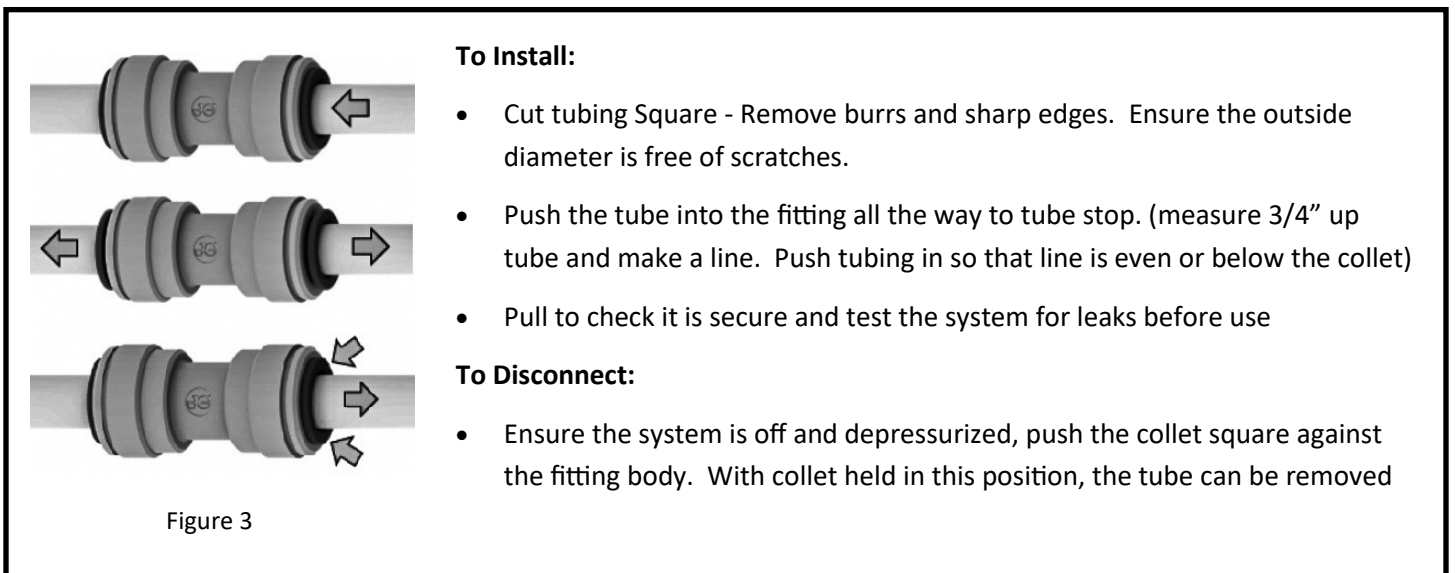 To Install:
• Cut tubing Square - Remove burrs and sharp edges.  Ensure the outside
diameter is free of scratches.
• Push the tube into the fitting all the way to tube stop. (measure 3/4” up
tube and make a line.  Push tubing in so that line is even or below the collet)
• Pull to check it is secure and test the system for leaks before use
To Disconnect:
• Ensure the system is off and depressurized, push the collet square against
the fitting body.  With collet held in this position, the tube can be removed
Figure 3